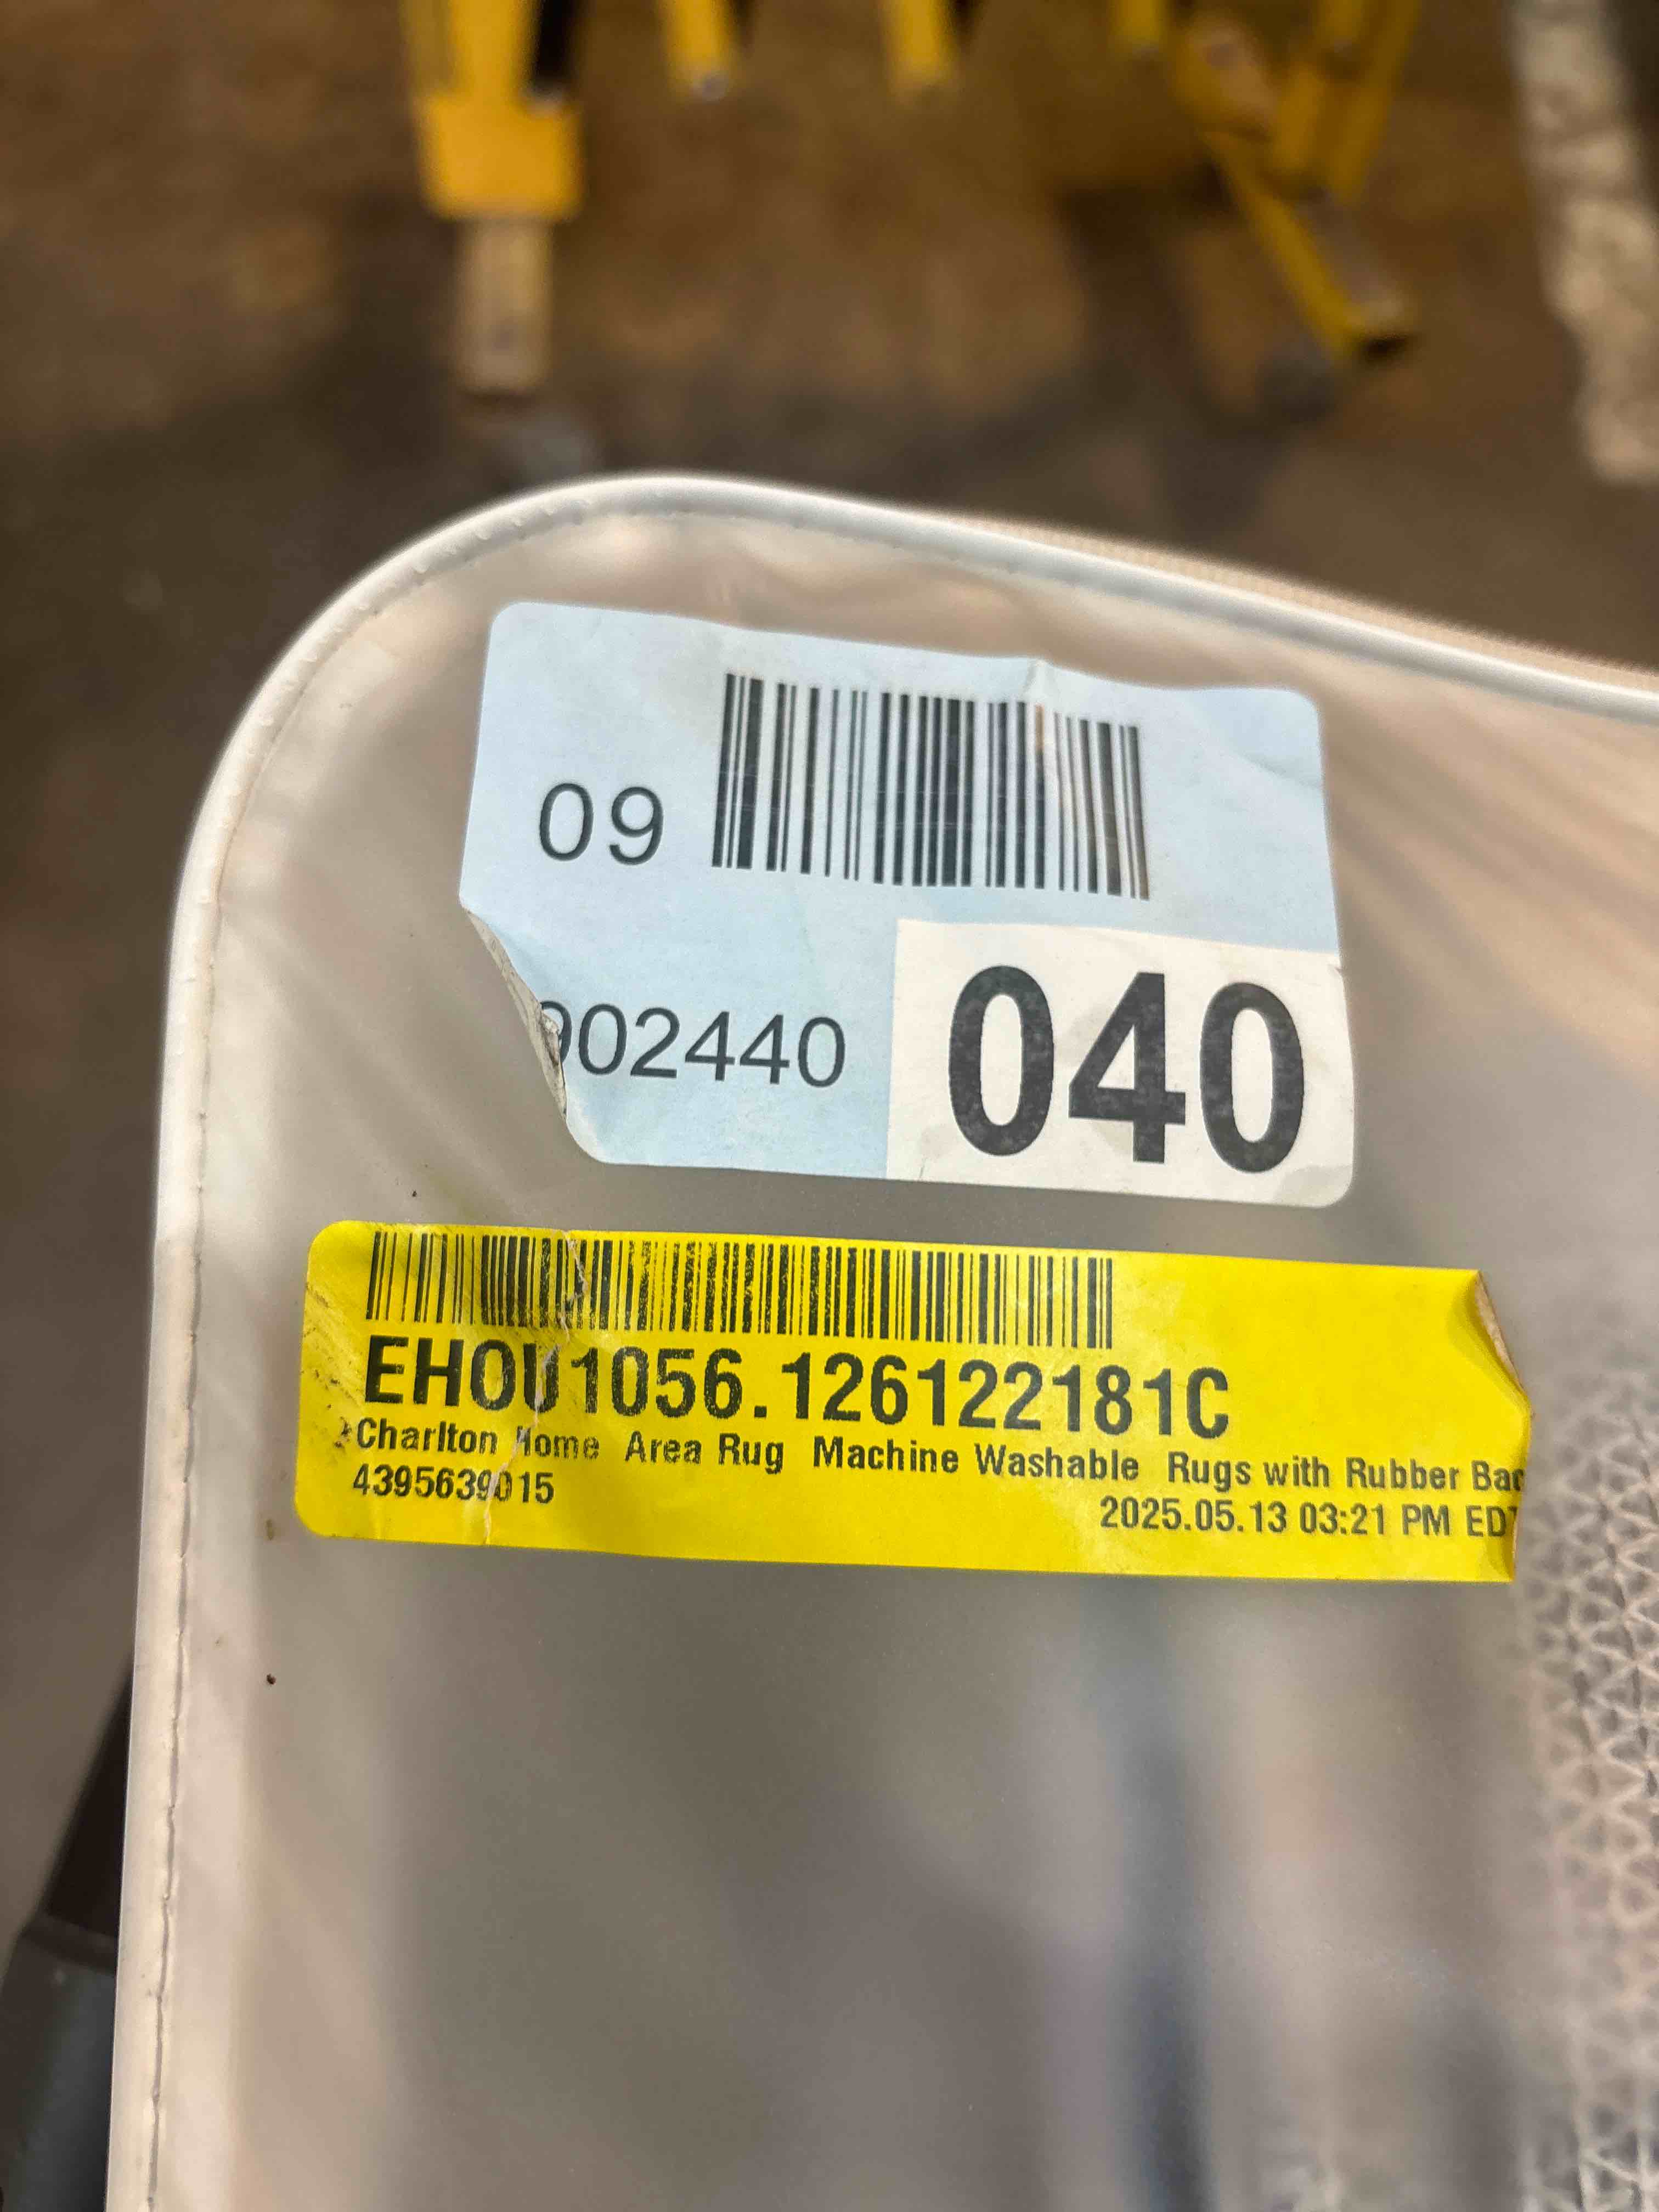 09
902440
040
EHOU1056.126122181C
Charlton Home Area Rug Machine Washable Rugs with Rubber Bac
4395639015
2025.05.13 03:21 PM EDT